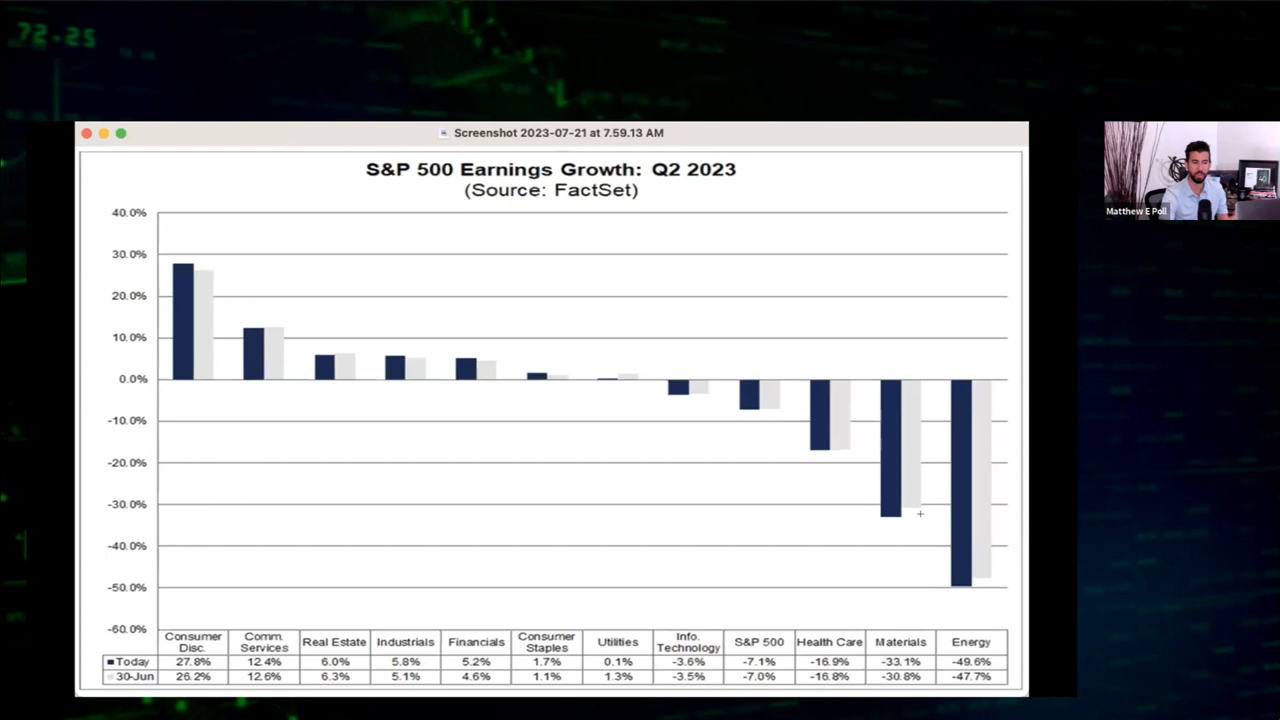 72-25
Screenshot 2023-07-21 at 7.59.13 AM
S&P 500 Earnings Growth: Q2 2023
(Source: FactSet)
40.0%
30.0%
20.0%
10.0%
0.0%
-10.0%
-20.0%
-30.0%
-40.0%
-50.0%
-60.0%
Consumer Disc. Comm. Services Real Estate Industrials Financials Consumer Staples Utilities Info. Technology S&P 500 Health Care Materials Energy
Today 27.8% 12.4% 6.0% 5.8% 5.2% 1.7% 0.1% -3.6% -7.1% -16.9% -33.1% -49.6%
30-Jun 26.2% 12.6% 6.3% 5.1% 4.6% 1.1% 1.3% -3.5% -7.0% -16.8% -30.8% -47.7%
Matthew E Poll